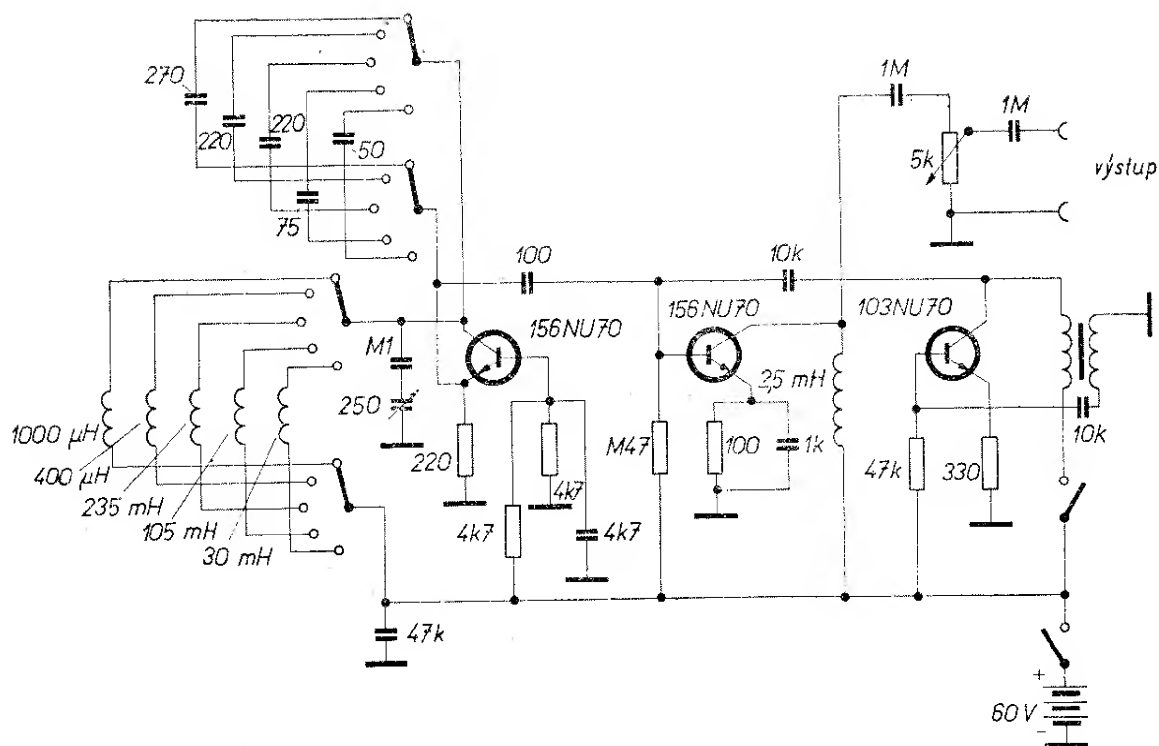 270
220
220
50
75
1M
1M
5k
výstup
100
10k
156NU70
156NU70
103NU70
M1
250
2,5 mH
1000 µH
400 µH
235 mH
105 mH
30 mH
220
4k7
4k7
4k7
M47
100
1k
47k
330
10k
47k
+
60V
-